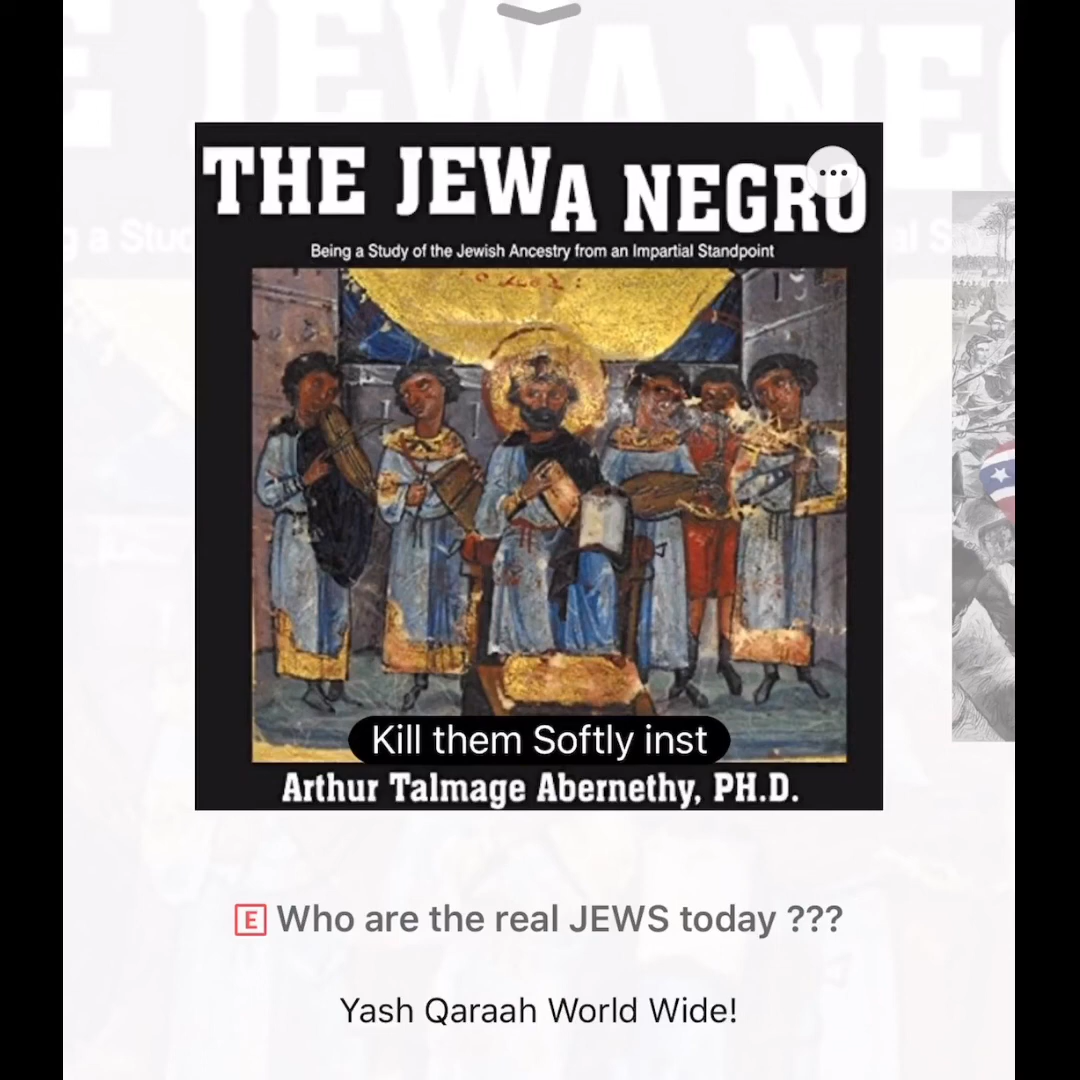 THE JEW A NEGRO
Being a Study of the Jewish Ancestry from an Impartial Standpoint
Kill them Softly inst
Arthur Talmage Abernethy, PH.D.
E Who are the real JEWS today ???
Yash Qaraah World Wide!